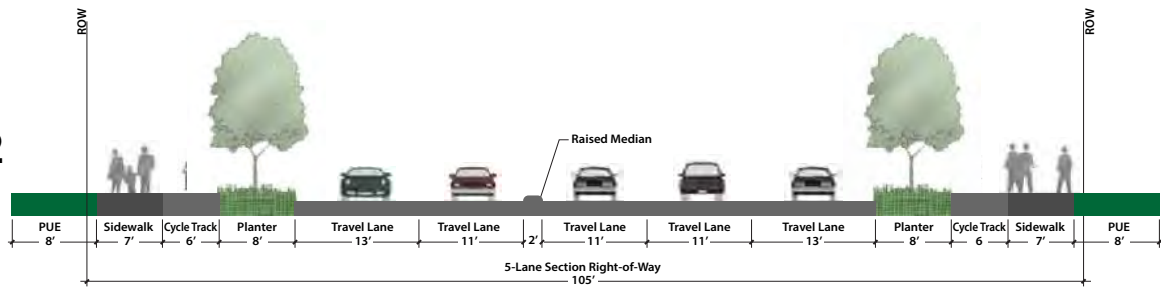 ROW
ROW
Raised Median
PUE Sidewalk Cycle Track Planter Travel Lane Travel Lane Travel Lane Travel Lane Travel Lane Planter Cycle Track Sidewalk PUE
8’ 7’ 6’ 8’ 13’ 11’ 2’ 11’ 11’ 13’ 8’ 6 7’ 8’
5-Lane Section Right-of-Way
105’